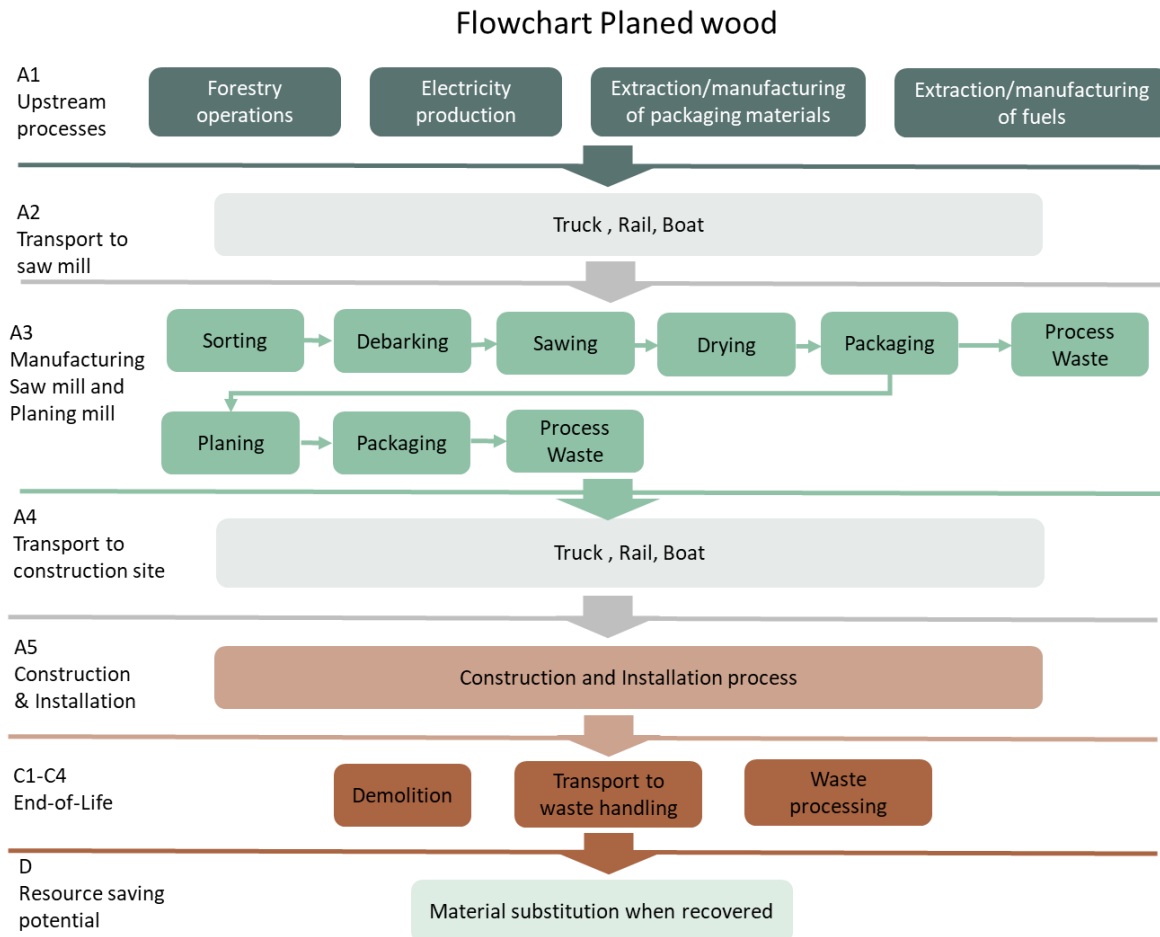 Flowchart Planed wood
A1
Upstream
processes
Forestry
operations
Electricity
production
Extraction/manufacturing
of packaging materials
Extraction/manufacturing
of fuels
A2
Transport to
saw mill
Truck , Rail, Boat
A3
Manufacturing
Saw mill and
Planing mill
Sorting
Debarking
Sawing
Drying
Packaging
Process
Waste
Planing
Packaging
Process
Waste
A4
Transport to
construction site
Truck , Rail, Boat
A5
Construction
& Installation
Construction and Installation process
C1-C4
End-of-Life
Demolition
Transport to
waste handling
Waste
processing
D
Resource saving
potential
Material substitution when recovered